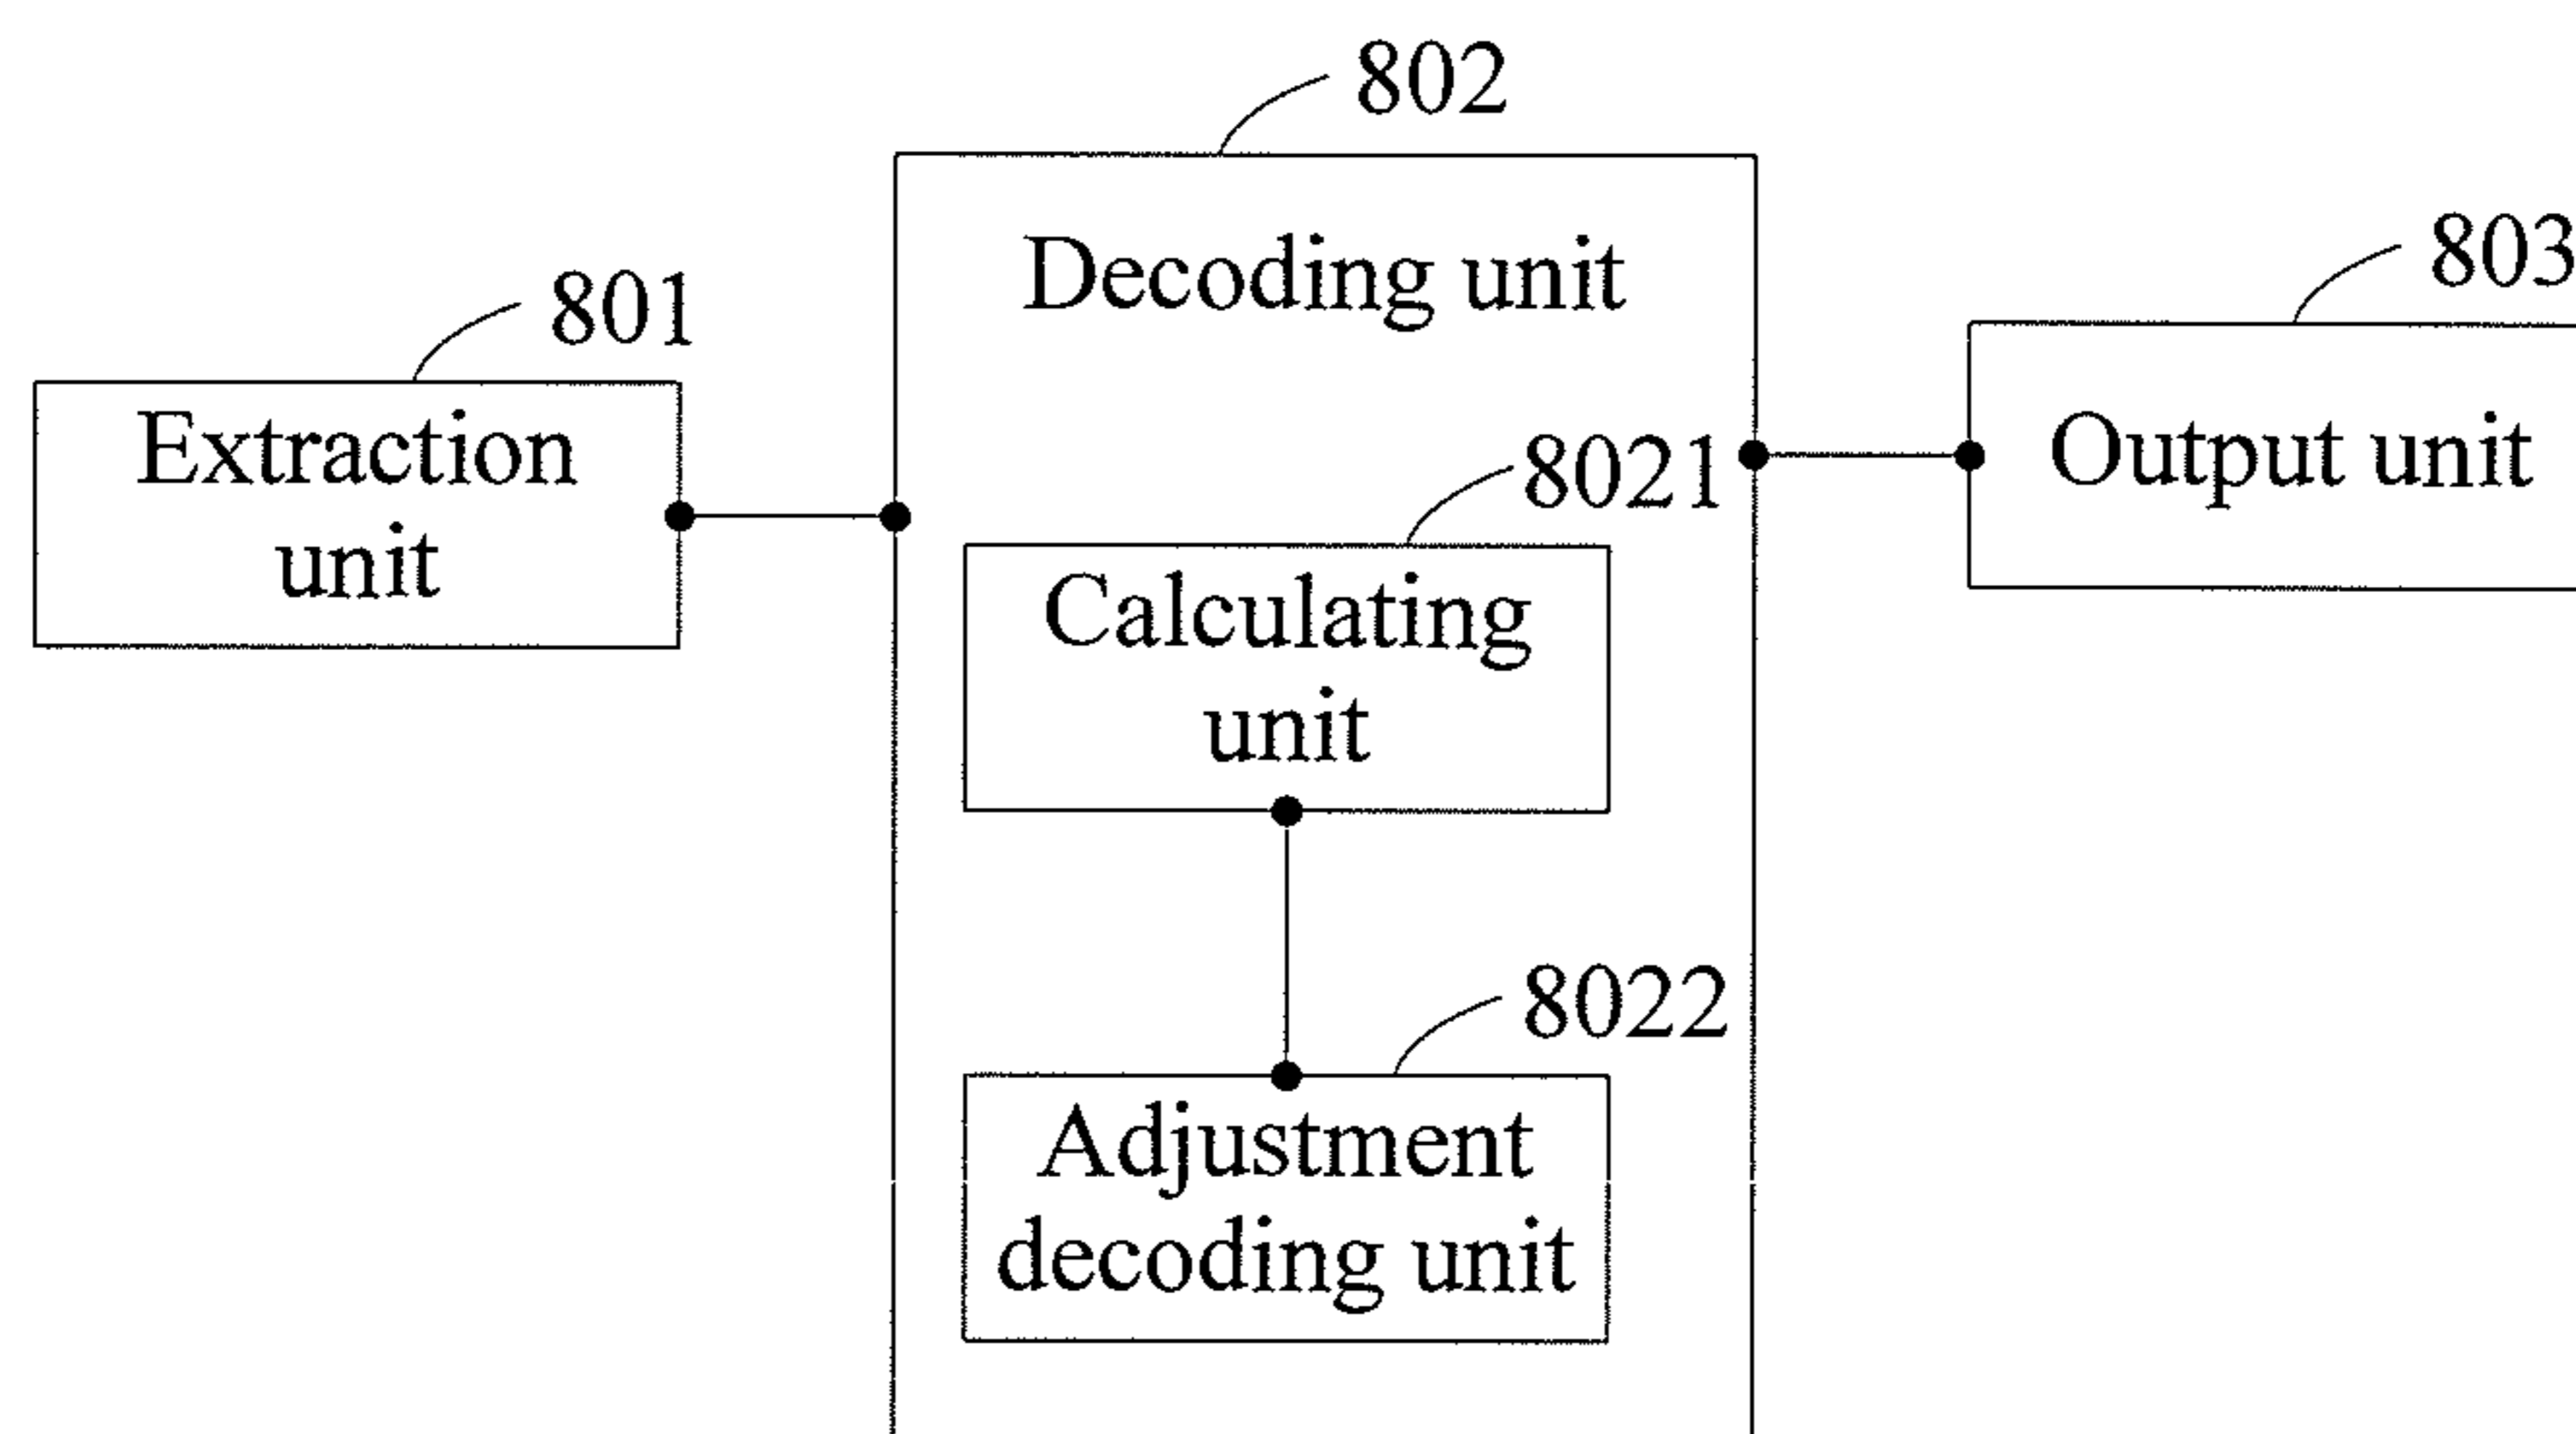 802
Decoding unit
801
Extraction
unit
803
Output unit
8021
Calculating
unit
8022
Adjustment
decoding unit